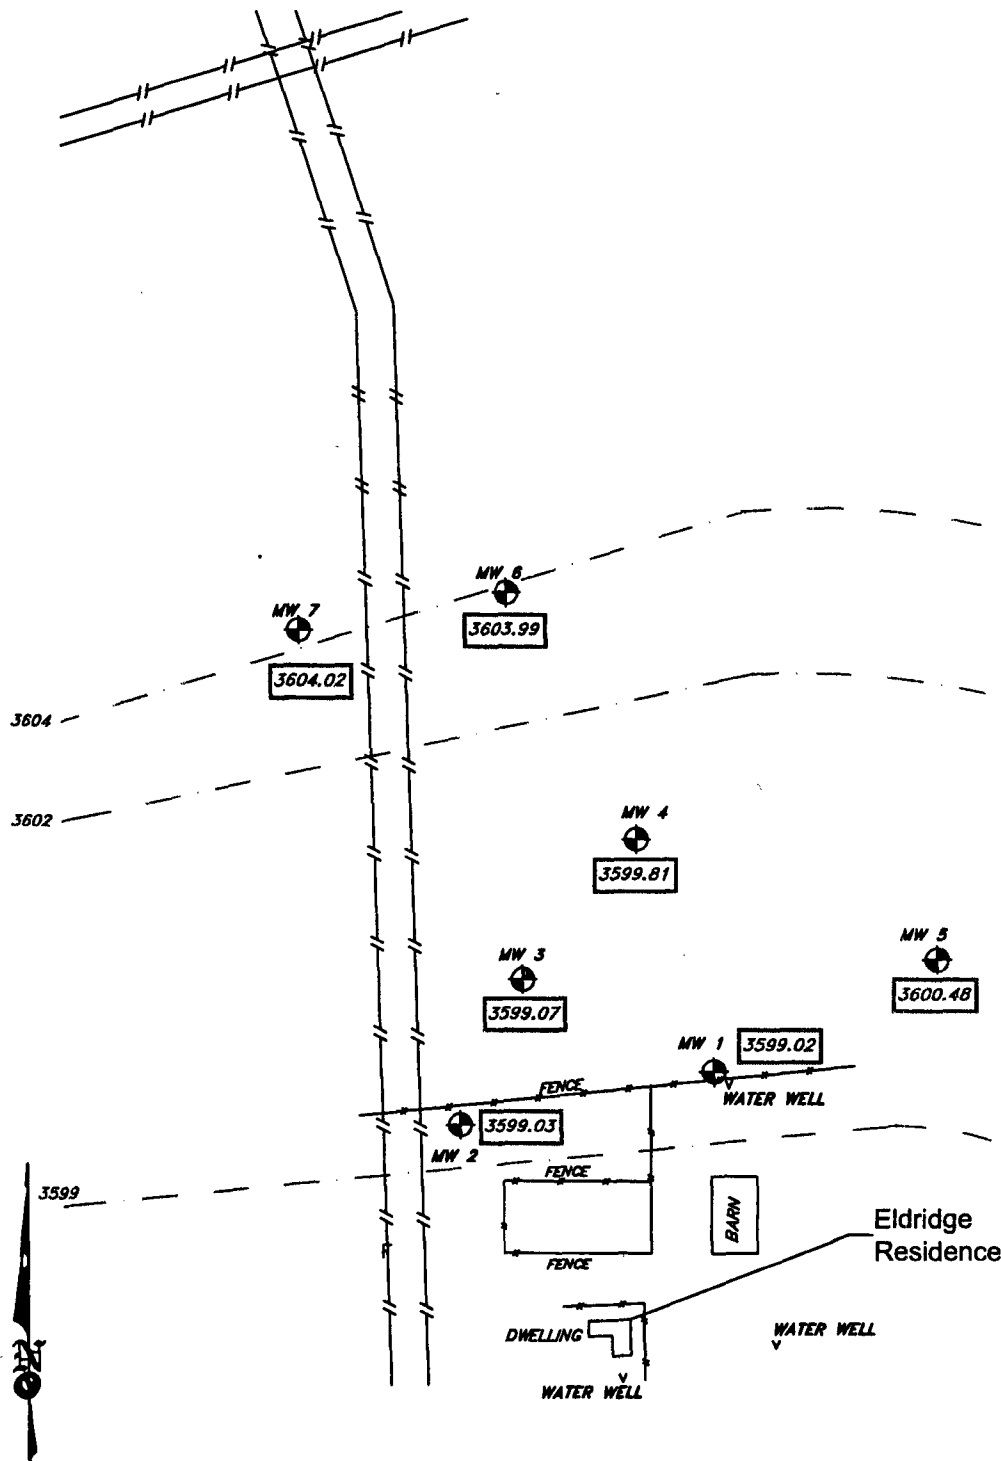 MW 6
3603.99
MW 7
3604.02
3604
3602
MW 4
3599.81
MW 5
3600.48
MW 3
3599.07
MW 1
3599.02
FENCE
WATER WELL
3599.03
MW 2
FENCE
3599
BARN
Eldridge
Residence
FENCE
DWELLING
WATER WELL
WATER WELL